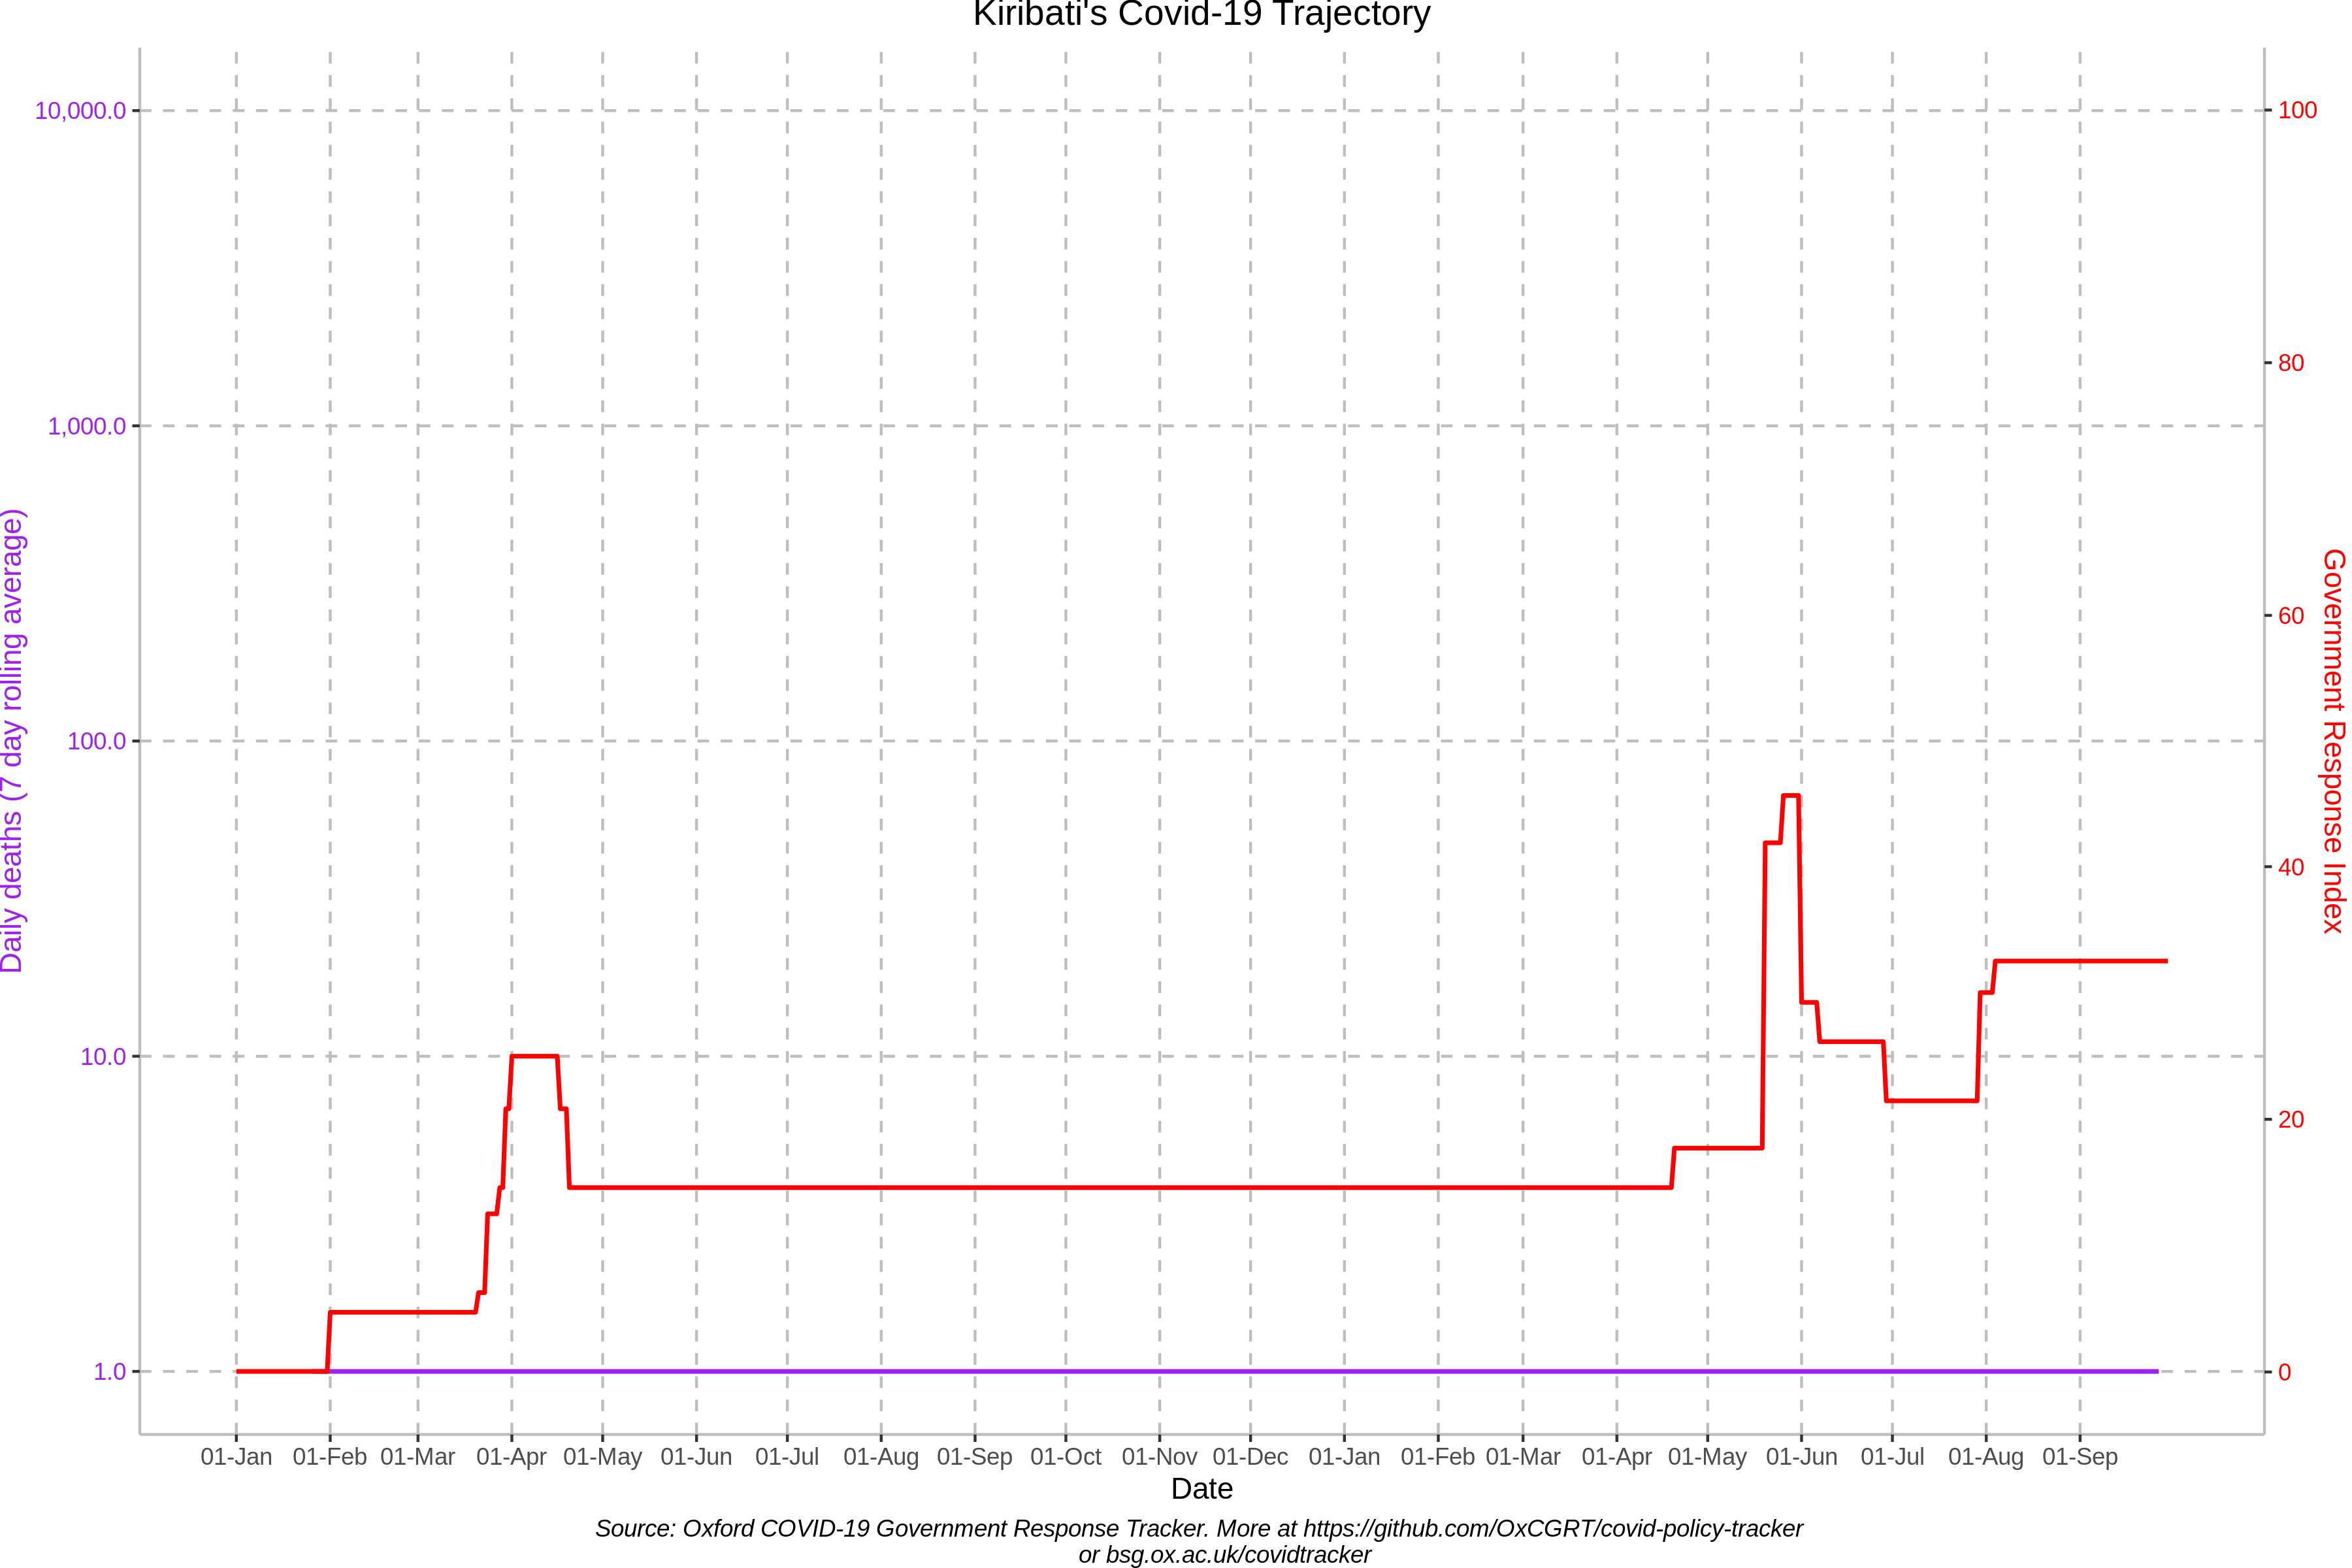 Kiribati's Covid-19 Trajectory
10,000.0
1,000.0
100.0
10.0
1.0
Daily deaths (7 day rolling average)
100
80
60
40
20
0
Government Response Index
01-Jan 01-Feb 01-Mar 01-Apr 01-May 01-Jun 01-Jul 01-Aug 01-Sep 01-Oct 01-Nov 01-Dec 01-Jan 01-Feb 01-Mar 01-Apr 01-May 01-Jun 01-Jul 01-Aug 01-Sep
Date
Source: Oxford COVID-19 Government Response Tracker. More at https://github.com/OxCGRT/covid-policy-tracker
or bsg.ox.ac.uk/covidtracker